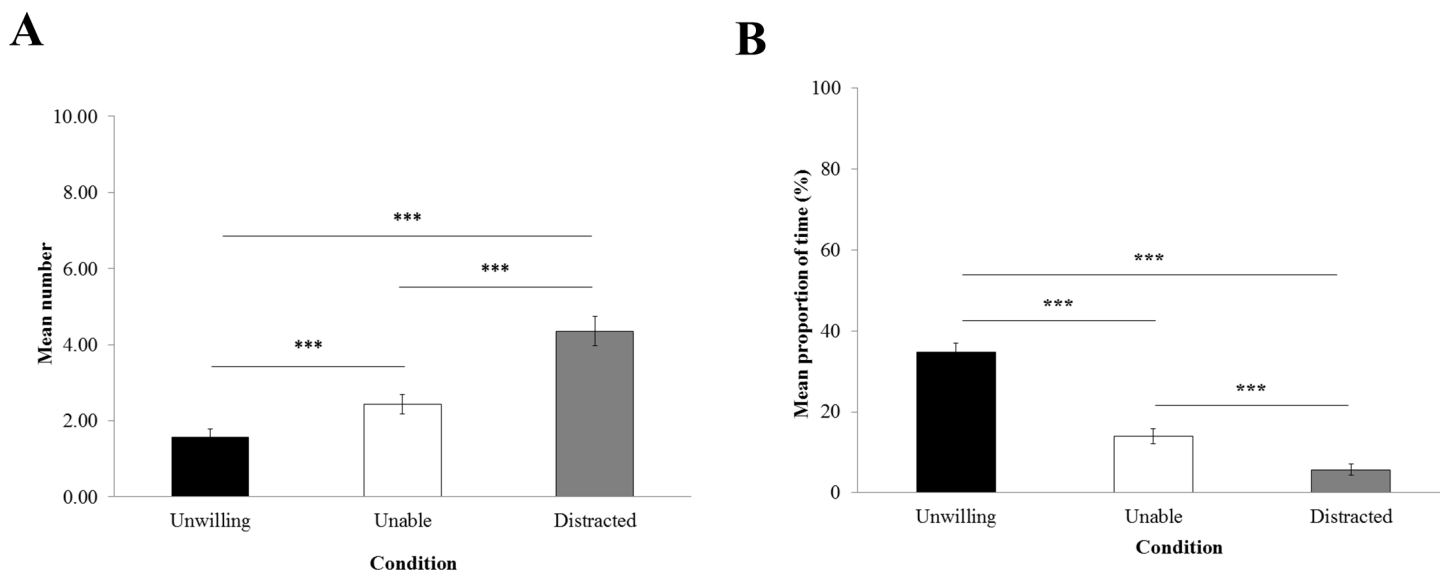 A
Mean number
10.00
8.00
6.00
4.00
2.00
0.00
***
***
***
Unwilling Unable Distracted
Condition
B
Mean proportion of time (%)
100
80
60
40
20
0
***
***
***
Unwilling Unable Distracted
Condition